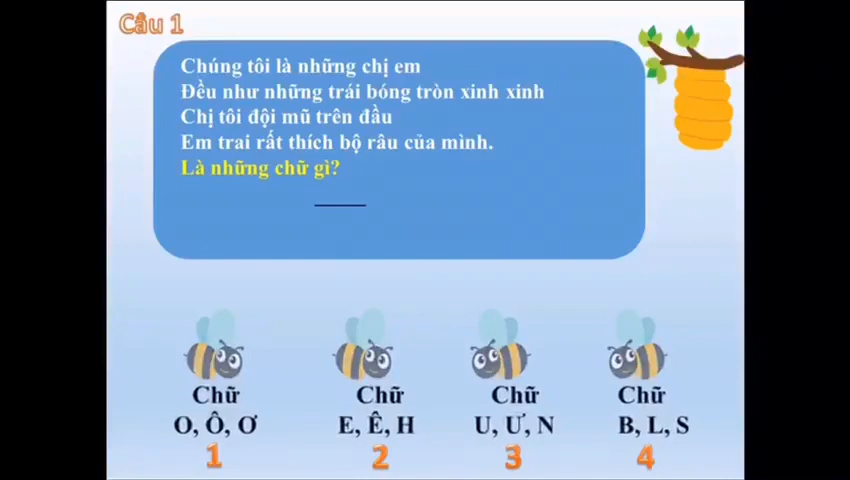 Câu 1
Chúng tôi là những chị em
Đều như những trái bóng tròn xinh xinh
Chị tôi đội mũ trên đầu
Em trai rất thích bộ râu của mình.
Là những chữ gì?
Chữ
O, Ô, Ơ
1
Chữ
E, Ê, H
2
Chữ
U, Ư, N
3
Chữ
B, L, S
4